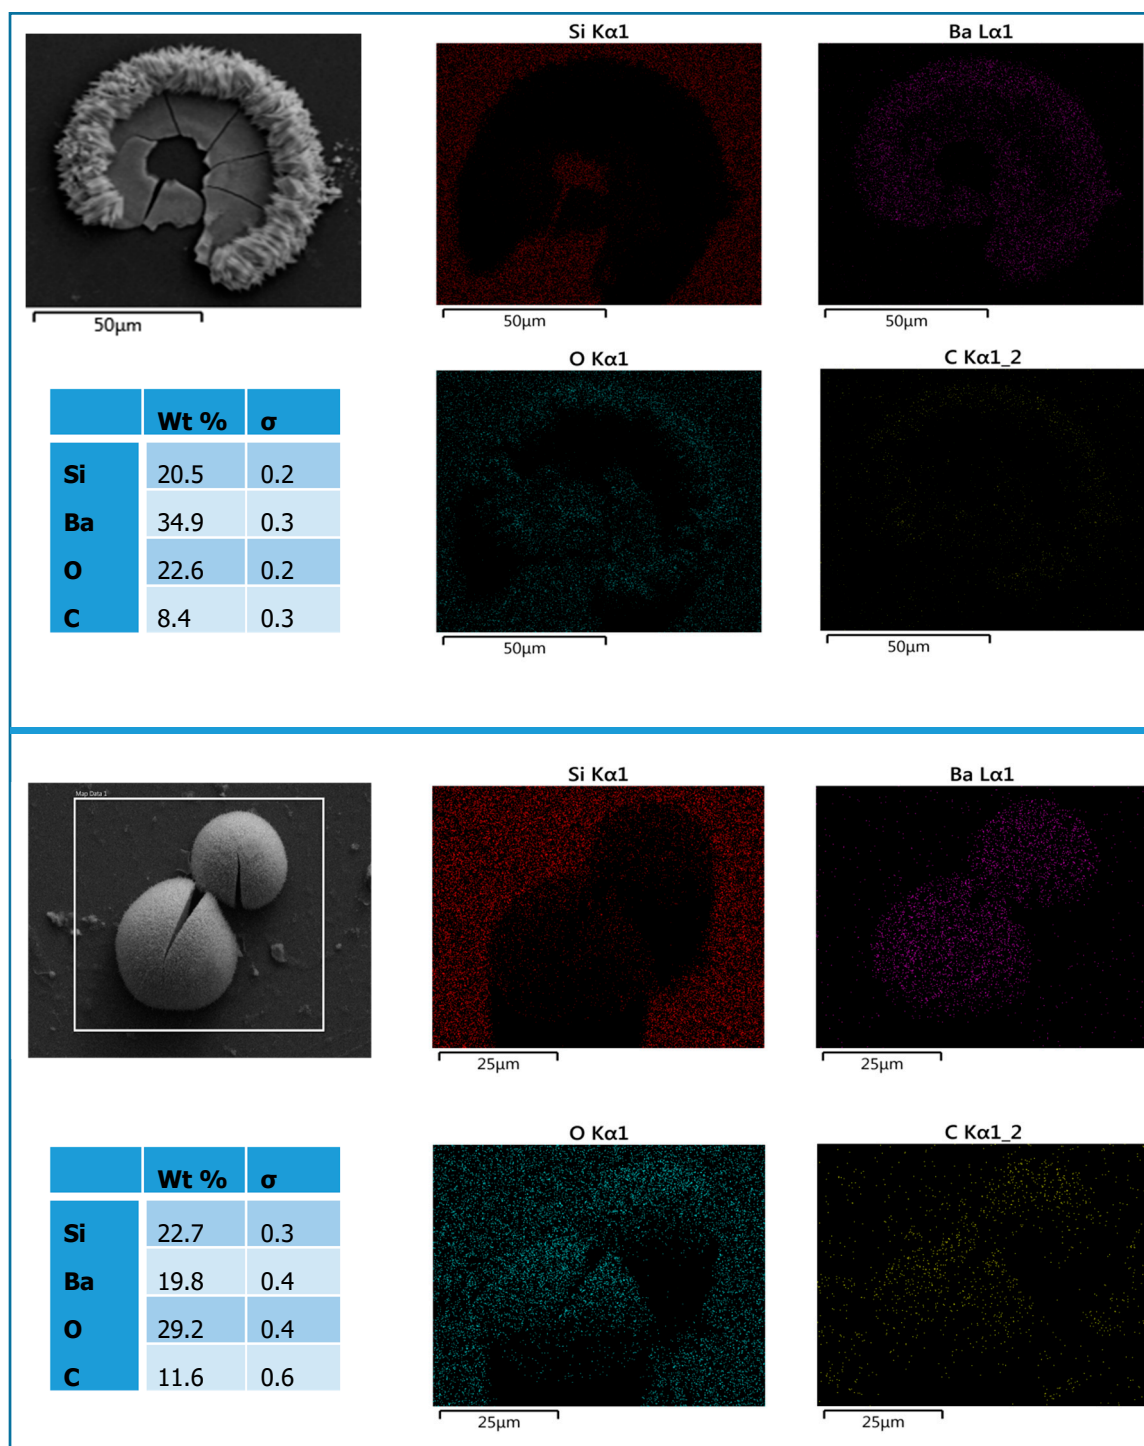 Si Kα1
Ba Lα1
50µm
50µm
50µm
O Kα1
C Kα1_2
Wt % σ
Si 20.5 0.2
Ba 34.9 0.3
O 22.6 0.2
C 8.4 0.3
50µm
50µm
Si Kα1
Ba Lα1
Map Data 1
25µm
25µm
O Kα1
C Kα1_2
Wt % σ
Si 22.7 0.3
Ba 19.8 0.4
O 29.2 0.4
C 11.6 0.6
25µm
25µm